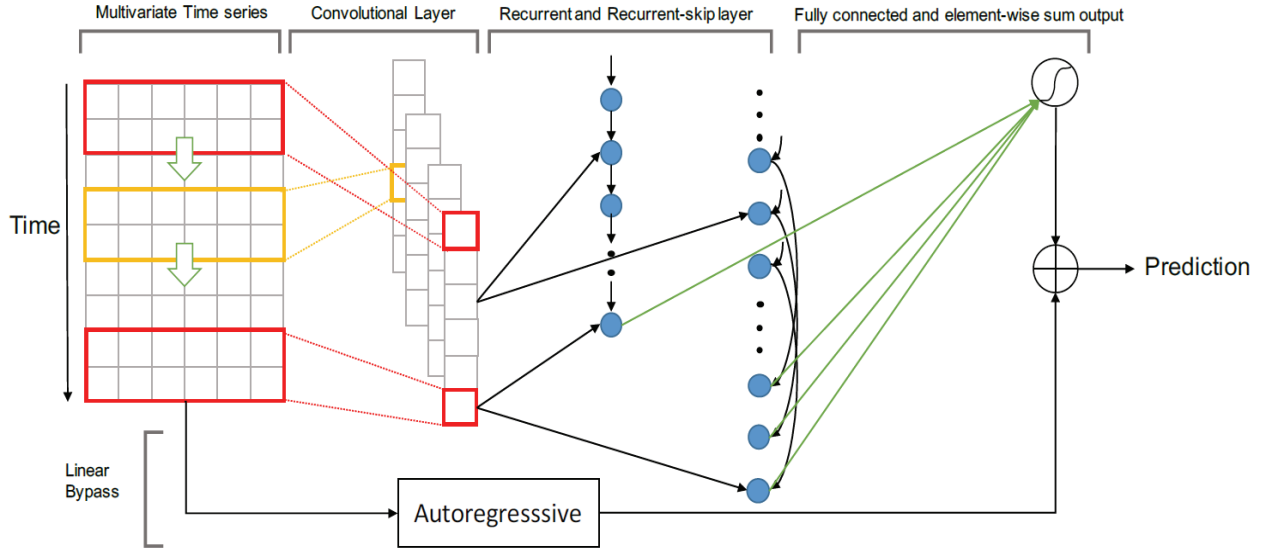 Multivariate Time series
Convolutional Layer
Recurrent and Recurrent-skip layer
Fully connected and element-wise sum output
Time
Prediction
Linear
Bypass
Autoregresssive